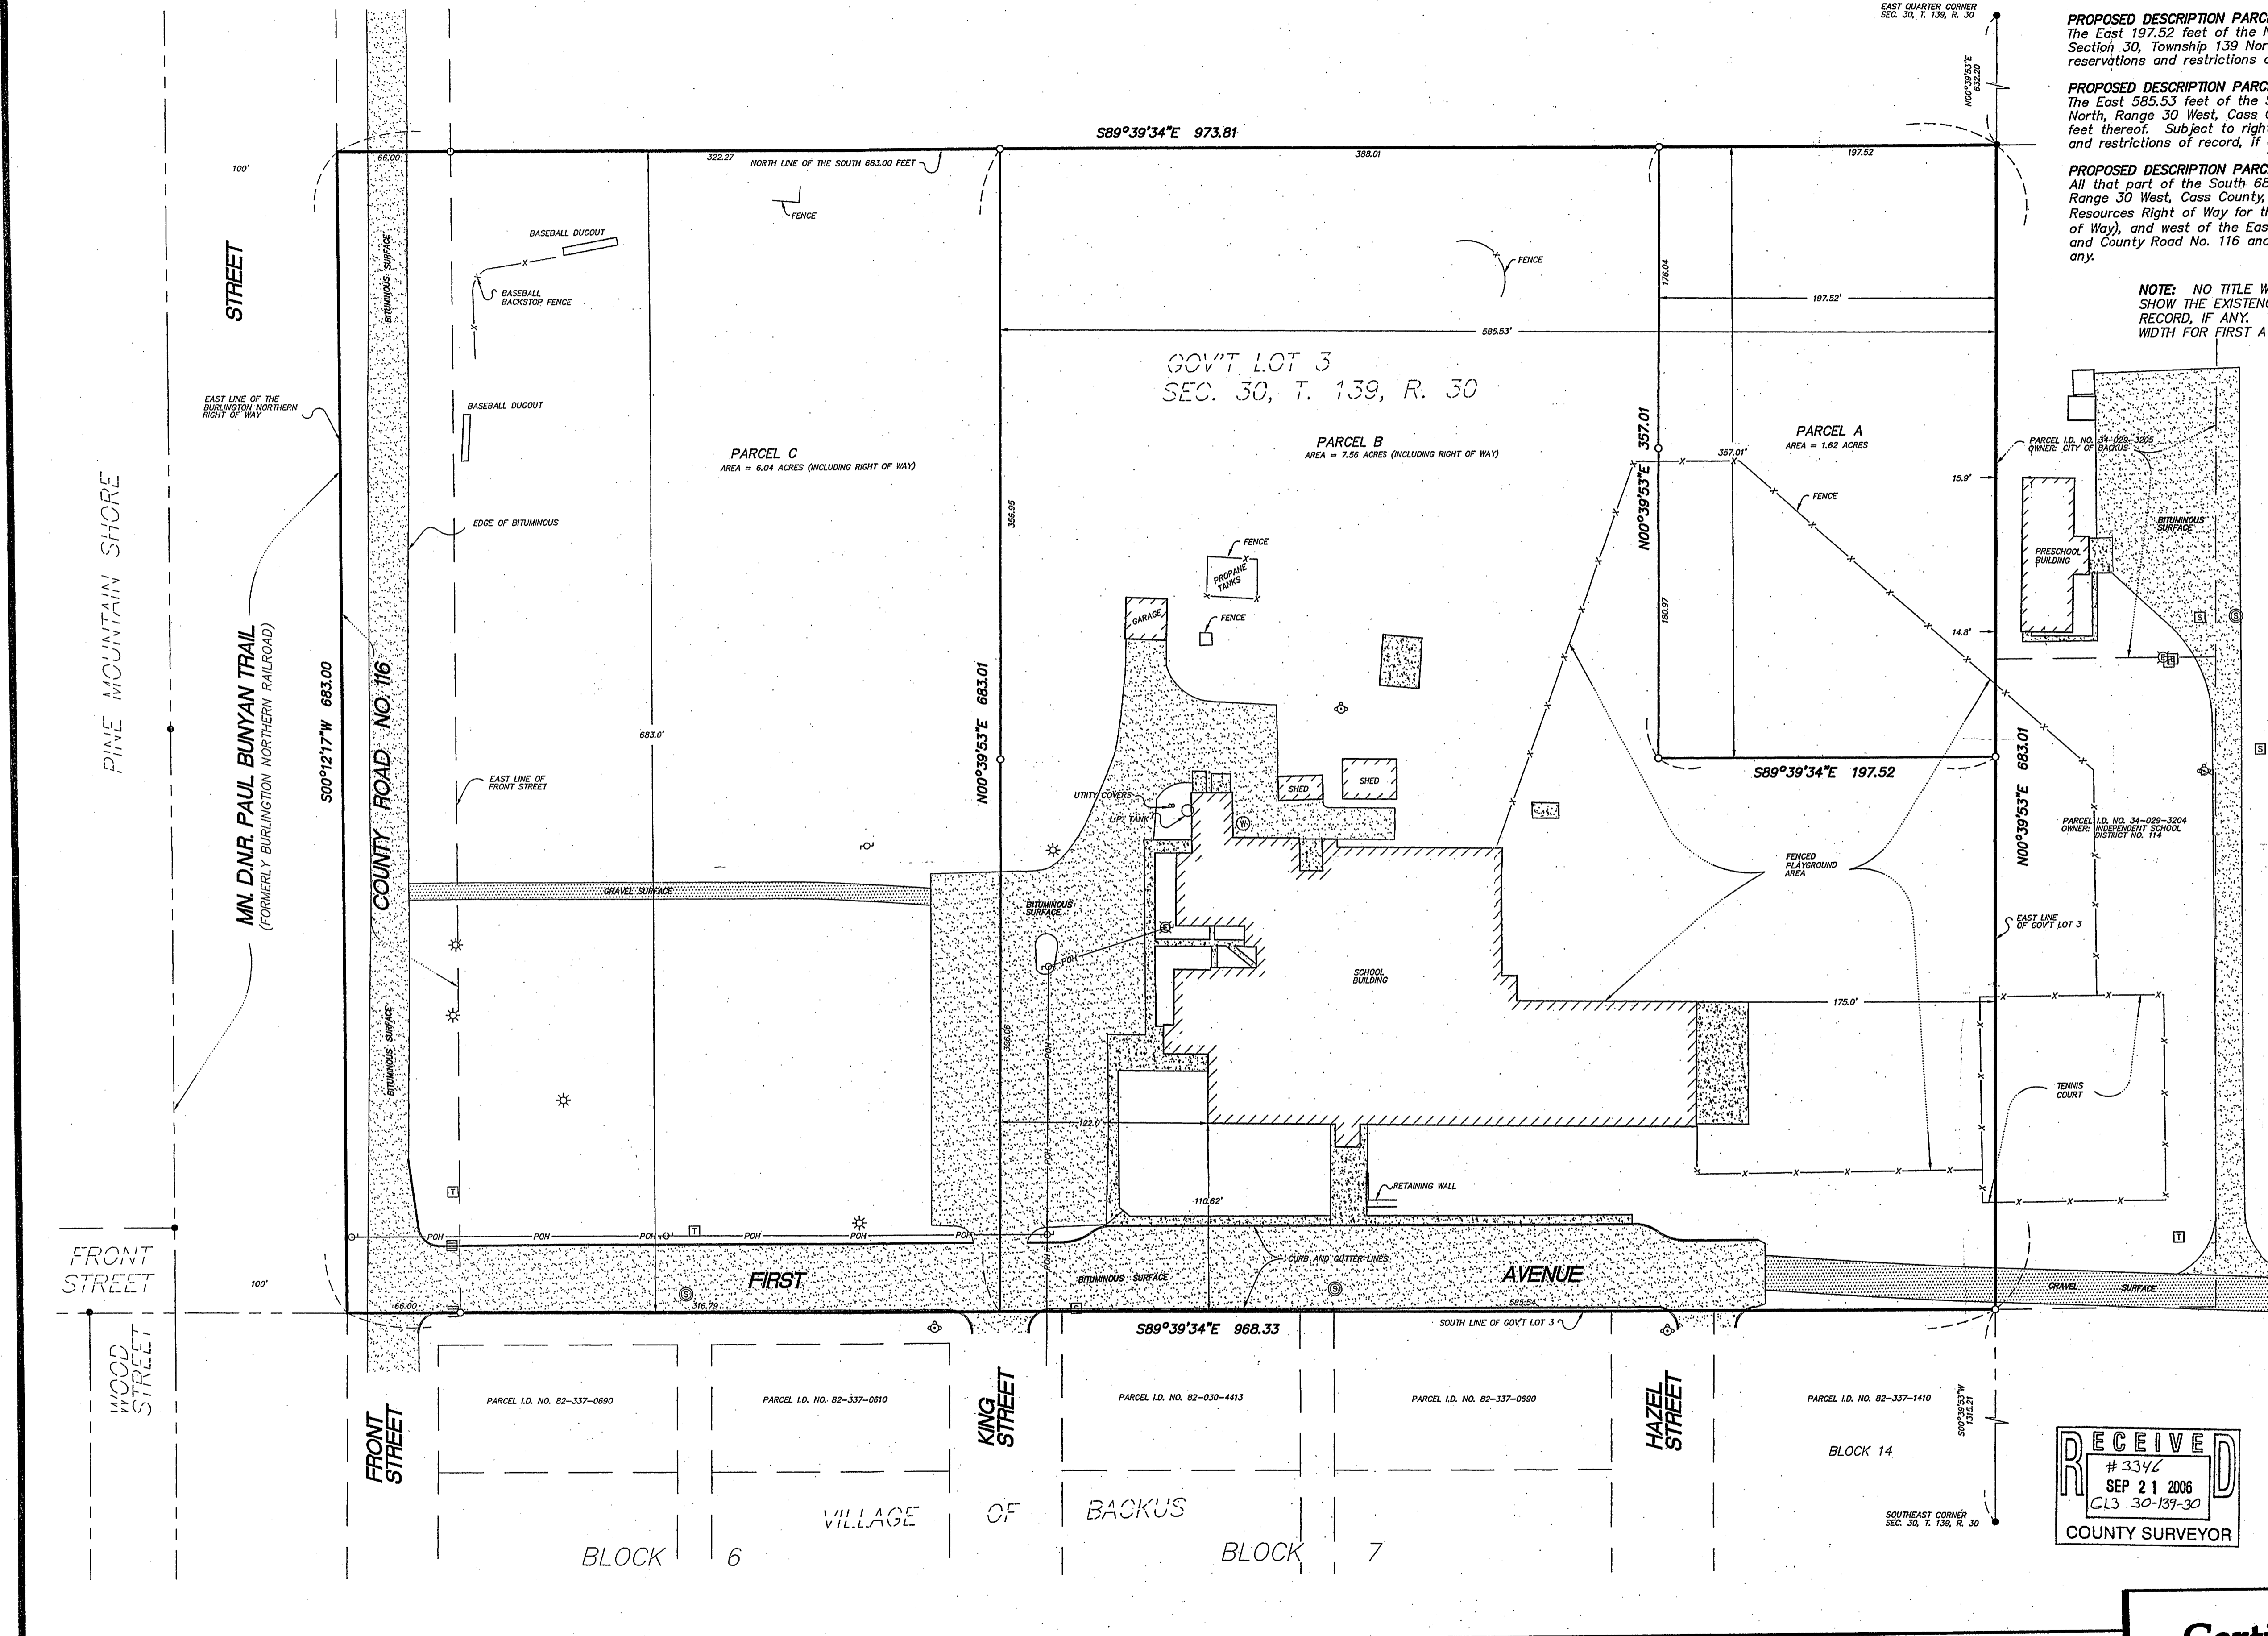 EAST QUARTER CORNER
SEC. 30, T. 139, R. 30
N00°39'53"E
632.20
PROPOSED DESCRIPTION PARC
The East 197.52 feet of the
Section 30, Township 139 Nor
reservations and restrictions
PROPOSED DESCRIPTION PARC
The East 585.53 feet of the
North, Range 30 West, Cass
feet thereof. Subject to righ
and restrictions of record, if
PROPOSED DESCRIPTION PARC
All that part of the South 68
Range 30 West, Cass County,
Resources Right of Way for th
of Way), and west of the Eas
and County Road No. 116 and
any.
NOTE: NO TITLE W
SHOW THE EXISTENC
RECORD, IF ANY.
WIDTH FOR FIRST A
S89°39'34"E 973.81
66.00
322.27
NORTH LINE OF THE SOUTH 683.00 FEET
388.01
197.52
100'
STREET
BITUMINOUS SURFACE
FENCE
BASEBALL DUGOUT
BASEBALL
BACKSTOP FENCE
FENCE
176.04
197.52'
585.53'
GOV'T LOT 3
SEC. 30, T. 139, R. 30
EAST LINE OF THE
BURLINGTON NORTHERN
RIGHT OF WAY
BASEBALL DUGOUT
PARCEL C
AREA = 6.04 ACRES (INCLUDING RIGHT OF WAY)
PARCEL B
AREA = 7.56 ACRES (INCLUDING RIGHT OF WAY)
N00°39'53"E 357.01
PARCEL A
AREA = 1.62 ACRES
357.01'
PARCEL I.D. NO. 34-029-3205
OWNER: CITY OF BACKUS
15.9'
FENCE
PINE MOUNTAIN SHORE
EDGE OF BITUMINOUS
356.95
FENCE
PROPANE
TANKS
FENCE
GARAGE
180.97
PRESCHOOL
BUILDING
BITUMINOUS
SURFACE
14.8'
S
S
E
MN. D.N.R. PAUL BUNYAN TRAIL
(FORMERLY BURLINGTON NORTHERN RAILROAD)
S00°12'17"W 683.00
COUNTY ROAD NO. 116
683.0'
N00°39'53"E 683.01
EAST LINE OF
FRONT STREET
UTIITY COVERS
L.P. TANK
W
SHED
SHED
S89°39'34"E 197.52
N00°39'53"E 683.01
S
PARCEL I.D. NO. 34-029-3204
OWNER: INDEPENDENT SCHOOL
DISTRICT NO. 114
FENCED
PLAYGROUND
AREA
GRAVEL SURFACE
BITUMINOUS
SURFACE
E
POH
EAST LINE
OF GOV'T LOT 3
SCHOOL
BUILDING
175.0'
BITUMINOUS SURFACE
326.06
POH
TENNIS
COURT
122.0'
POH
T
110.62'
RETAINING WALL
T
POH
POH
POH
POH
POH
POH
T
FRONT
STREET
100'
FIRST
S
BITUMINOUS SURFACE
CURB AND GUTTER LINES
S
AVENUE
GRAVEL SURFACE
66.00
316.79
S
585.54
S89°39'34"E 968.33
SOUTH LINE OF GOV'T LOT 3
WOOD
STREET
FRONT
STREET
PARCEL I.D. NO. 82-337-0690
PARCEL I.D. NO. 82-337-0610
KING
STREET
PARCEL I.D. NO. 82-030-4413
PARCEL I.D. NO. 82-337-0690
HAZEL
STREET
PARCEL I.D. NO. 82-337-1410
S00°39'53"W
1315.21
BLOCK 14
VILLAGE OF BACKUS
BLOCK 6
BLOCK 7
SOUTHEAST CORNER
SEC. 30, T. 139, R. 30
RECEIVED
#3346
SEP 21 2006
GL3 30-139-30
COUNTY SURVEYOR